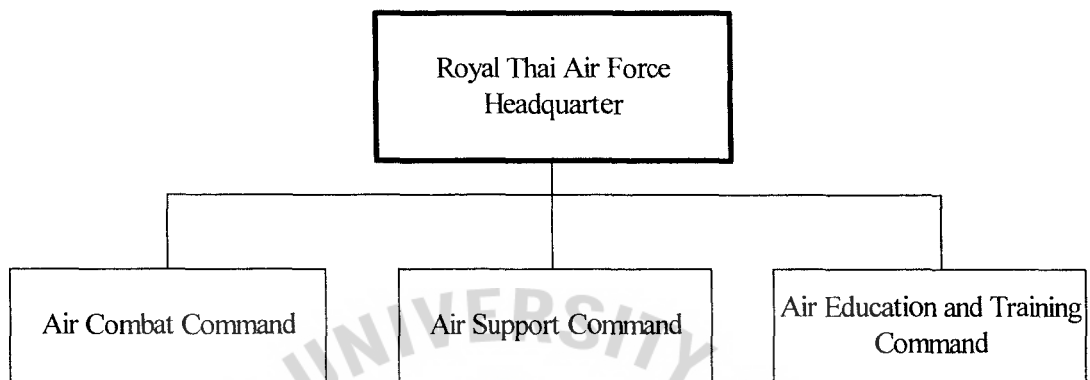 Royal Thai Air Force
Headquarter
Air Combat Command
Air Support Command
Air Education and Training
Command
UNIVERSITY